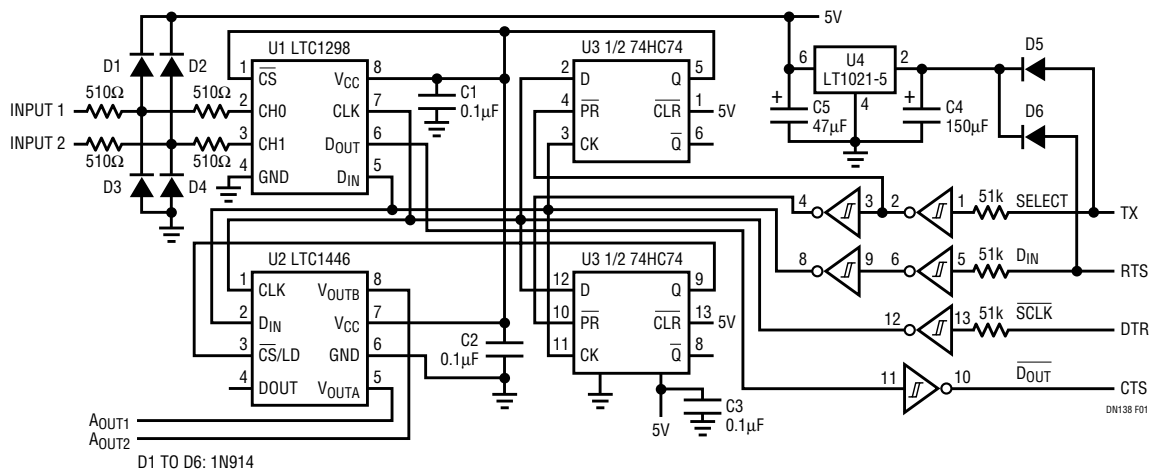 5V
U1 LTC1298
U3 1/2 74HC74
D1
D2
1 CS VCC 8
2 D Q 5
6 U4 LT1021-5 2
4
D5
D6
INPUT 1 510Ω 510Ω 2 CH0 CLK 7
C1 0.1µF
4 PR CLR 1 5V
+ C5 47µF
+ C4 150µF
INPUT 2 510Ω 510Ω 3 CH1 DOUT 6
3 CK Q 6
4 GND DIN 5
D3
D4
4 3 2 1 51k SELECT TX
8 9 6 5 51k DIN RTS
U2 LTC1446
U3 1/2 74HC74
1 CLK VOUTB 8
12 D Q 9
2 DIN VCC 7
10 PR CLR 13 5V
12 13 51k SCLK DTR
3 CS/LD GND 6
C2 0.1µF
11 CK Q 8
4 DOUT VOUTA 5
11 10 DOUT CTS
5V
C3 0.1µF
DN138 F01
AOUT1
AOUT2
D1 TO D6: 1N914